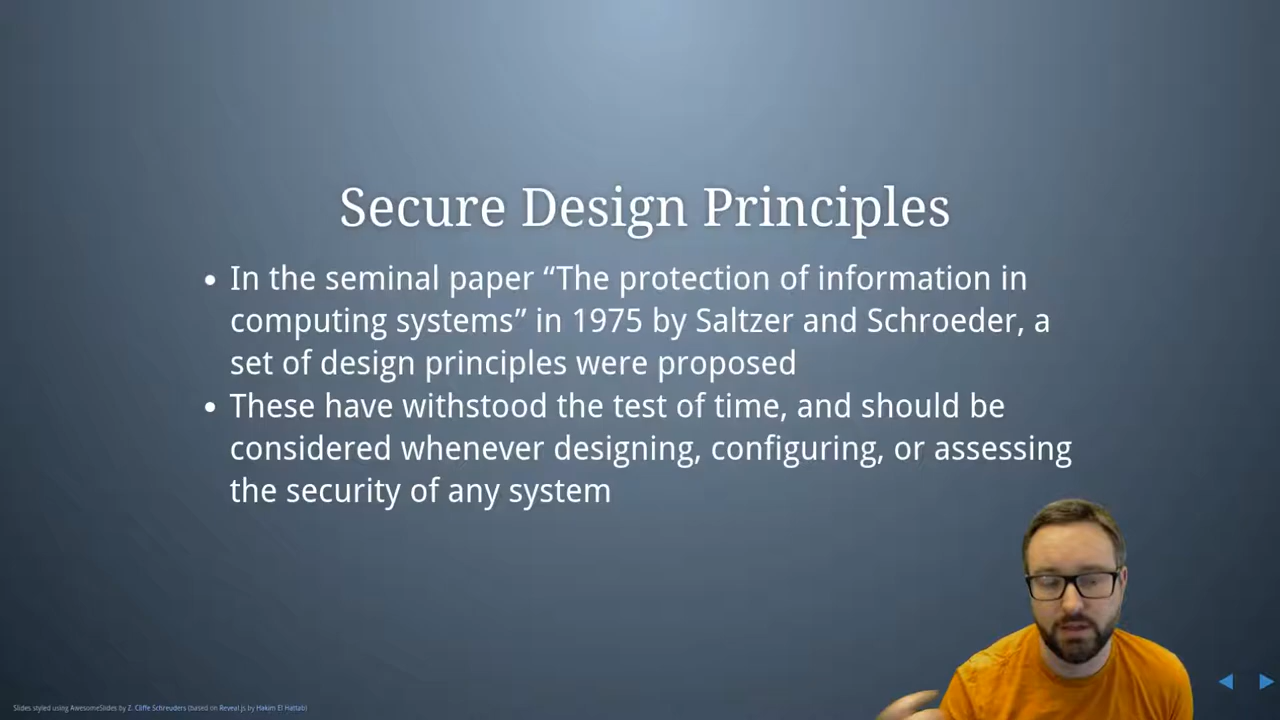 Secure Design Principles
• In the seminal paper “The protection of information in
computing systems” in 1975 by Saltzer and Schroeder, a
set of design principles were proposed
• These have withstood the test of time, and should be
considered whenever designing, configuring, or assessing
the security of any system
Slides styled using AwesomeSlides by Z. Cliffe Schreuders (based on Reveal.js by Hakim El Hattab)